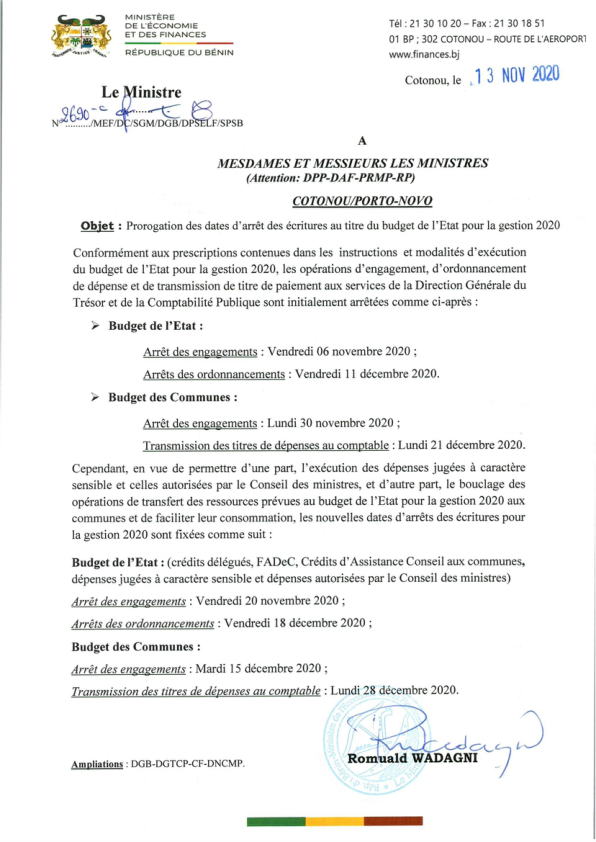 MINISTÈRE
DE L'ÉCONOMIE
ET DES FINANCES
RÉPUBLIQUE DU BÉNIN
Tél : 21 30 10 20 – Fax : 21 30 18 51
01 BP ; 302 COTONOU – ROUTE DE L'AEROPORT
www.finances.bj
Cotonou, le 13 NOV 2020
Le Ministre
N° 2690-c /MEF/DC/SGM/DGB/DPSELF/SPSB
A
MESDAMES ET MESSIEURS LES MINISTRES
(Attention: DPP-DAF-PRMP-RP)
COTONOU/PORTO-NOVO
Objet : Prorogation des dates d'arrêt des écritures au titre du budget de l'Etat pour la gestion 2020
Conformément aux prescriptions contenues dans les instructions et modalités d'exécution
du budget de l'Etat pour la gestion 2020, les opérations d'engagement, d'ordonnancement
de dépense et de transmission de titre de paiement aux services de la Direction Générale du
Trésor et de la Comptabilité Publique sont initialement arrêtées comme ci-après :
➢ Budget de l'Etat :
Arrêt des engagements : Vendredi 06 novembre 2020 ;
Arrêts des ordonnancements : Vendredi 11 décembre 2020.
➢ Budget des Communes :
Arrêt des engagements : Lundi 30 novembre 2020 ;
Transmission des titres de dépenses au comptable : Lundi 21 décembre 2020.
Cependant, en vue de permettre d'une part, l'exécution des dépenses jugées à caractère
sensible et celles autorisées par le Conseil des ministres, et d'autre part, le bouclage des
opérations de transfert des ressources prévues au budget de l'Etat pour la gestion 2020 aux
communes et de faciliter leur consommation, les nouvelles dates d'arrêts des écritures pour
la gestion 2020 sont fixées comme suit :
Budget de l'Etat : (crédits délégués, FADeC, Crédits d'Assistance Conseil aux communes,
dépenses jugées à caractère sensible et dépenses autorisées par le Conseil des ministres)
Arrêt des engagements : Vendredi 20 novembre 2020 ;
Arrêts des ordonnancements : Vendredi 18 décembre 2020 ;
Budget des Communes :
Arrêt des engagements : Mardi 15 décembre 2020 ;
Transmission des titres de dépenses au comptable : Lundi 28 décembre 2020.
Romuald WADAGNI
Ampliations : DGB-DGTCP-CF-DNCMP.